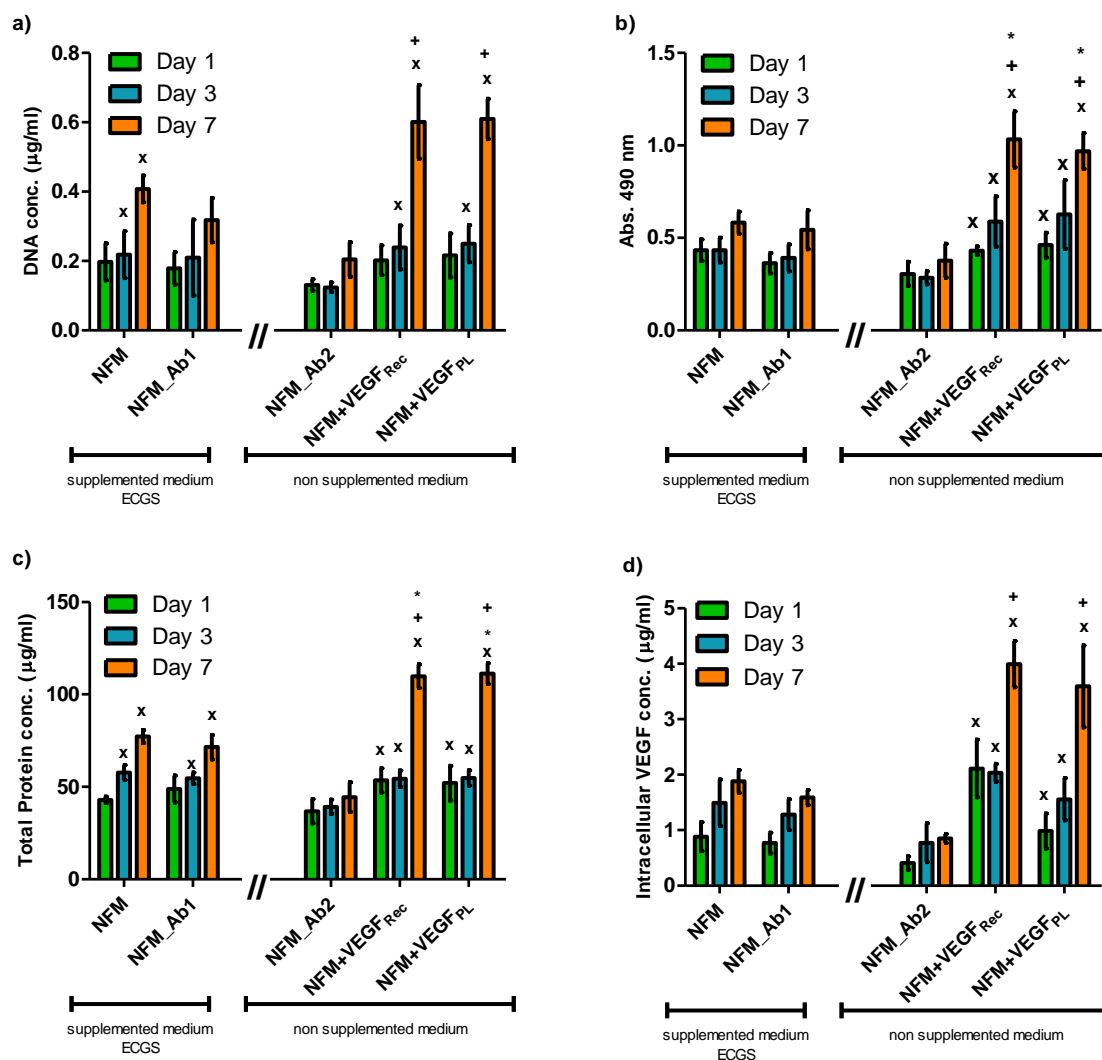 a)
+
x
+
x
x
x
x
x
DNA conc. (µg/ml)
0.8
0.6
0.4
0.2
0.0
Day 1
Day 3
Day 7
NFM
NFM_Ab1
//
NFM_Ab2
NFM+VEGFRec
NFM+VEGFPL
supplemented medium
ECGS
non supplemented medium
b)
*
+
x
*
+
x
x
x
x
x
Abs. 490 nm
1.5
1.0
0.5
0.0
Day 1
Day 3
Day 7
NFM
NFM_Ab1
//
NFM_Ab2
NFM+VEGFRec
NFM+VEGFPL
supplemented medium
ECGS
non supplemented medium
c)
*
+
x
+
*
x
x
x
x
x
x
x
x
x
Total Protein conc. (µg/ml)
150
100
50
0
Day 1
Day 3
Day 7
NFM
NFM_Ab1
//
NFM_Ab2
NFM+VEGFRec
NFM+VEGFPL
supplemented medium
ECGS
non supplemented medium
d)
+
x
+
x
x
x
x
x
Intracellular VEGF conc. (µg/ml)
5
4
3
2
1
0
Day 1
Day 3
Day 7
NFM
NFM_Ab1
//
NFM_Ab2
NFM+VEGFRec
NFM+VEGFPL
supplemented medium
ECGS
non supplemented medium